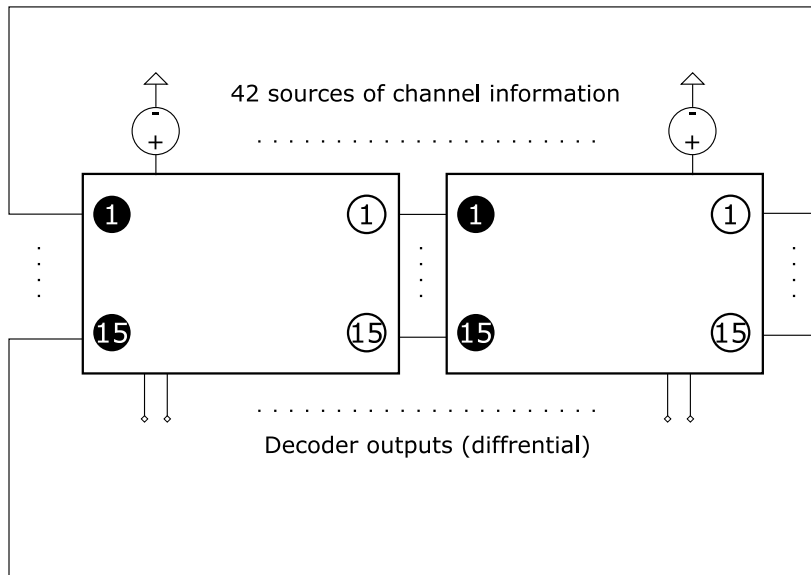 42 sources of channel information
- -
+ +
1 1 1 1
15 15 15 15
Decoder outputs (diffrential)